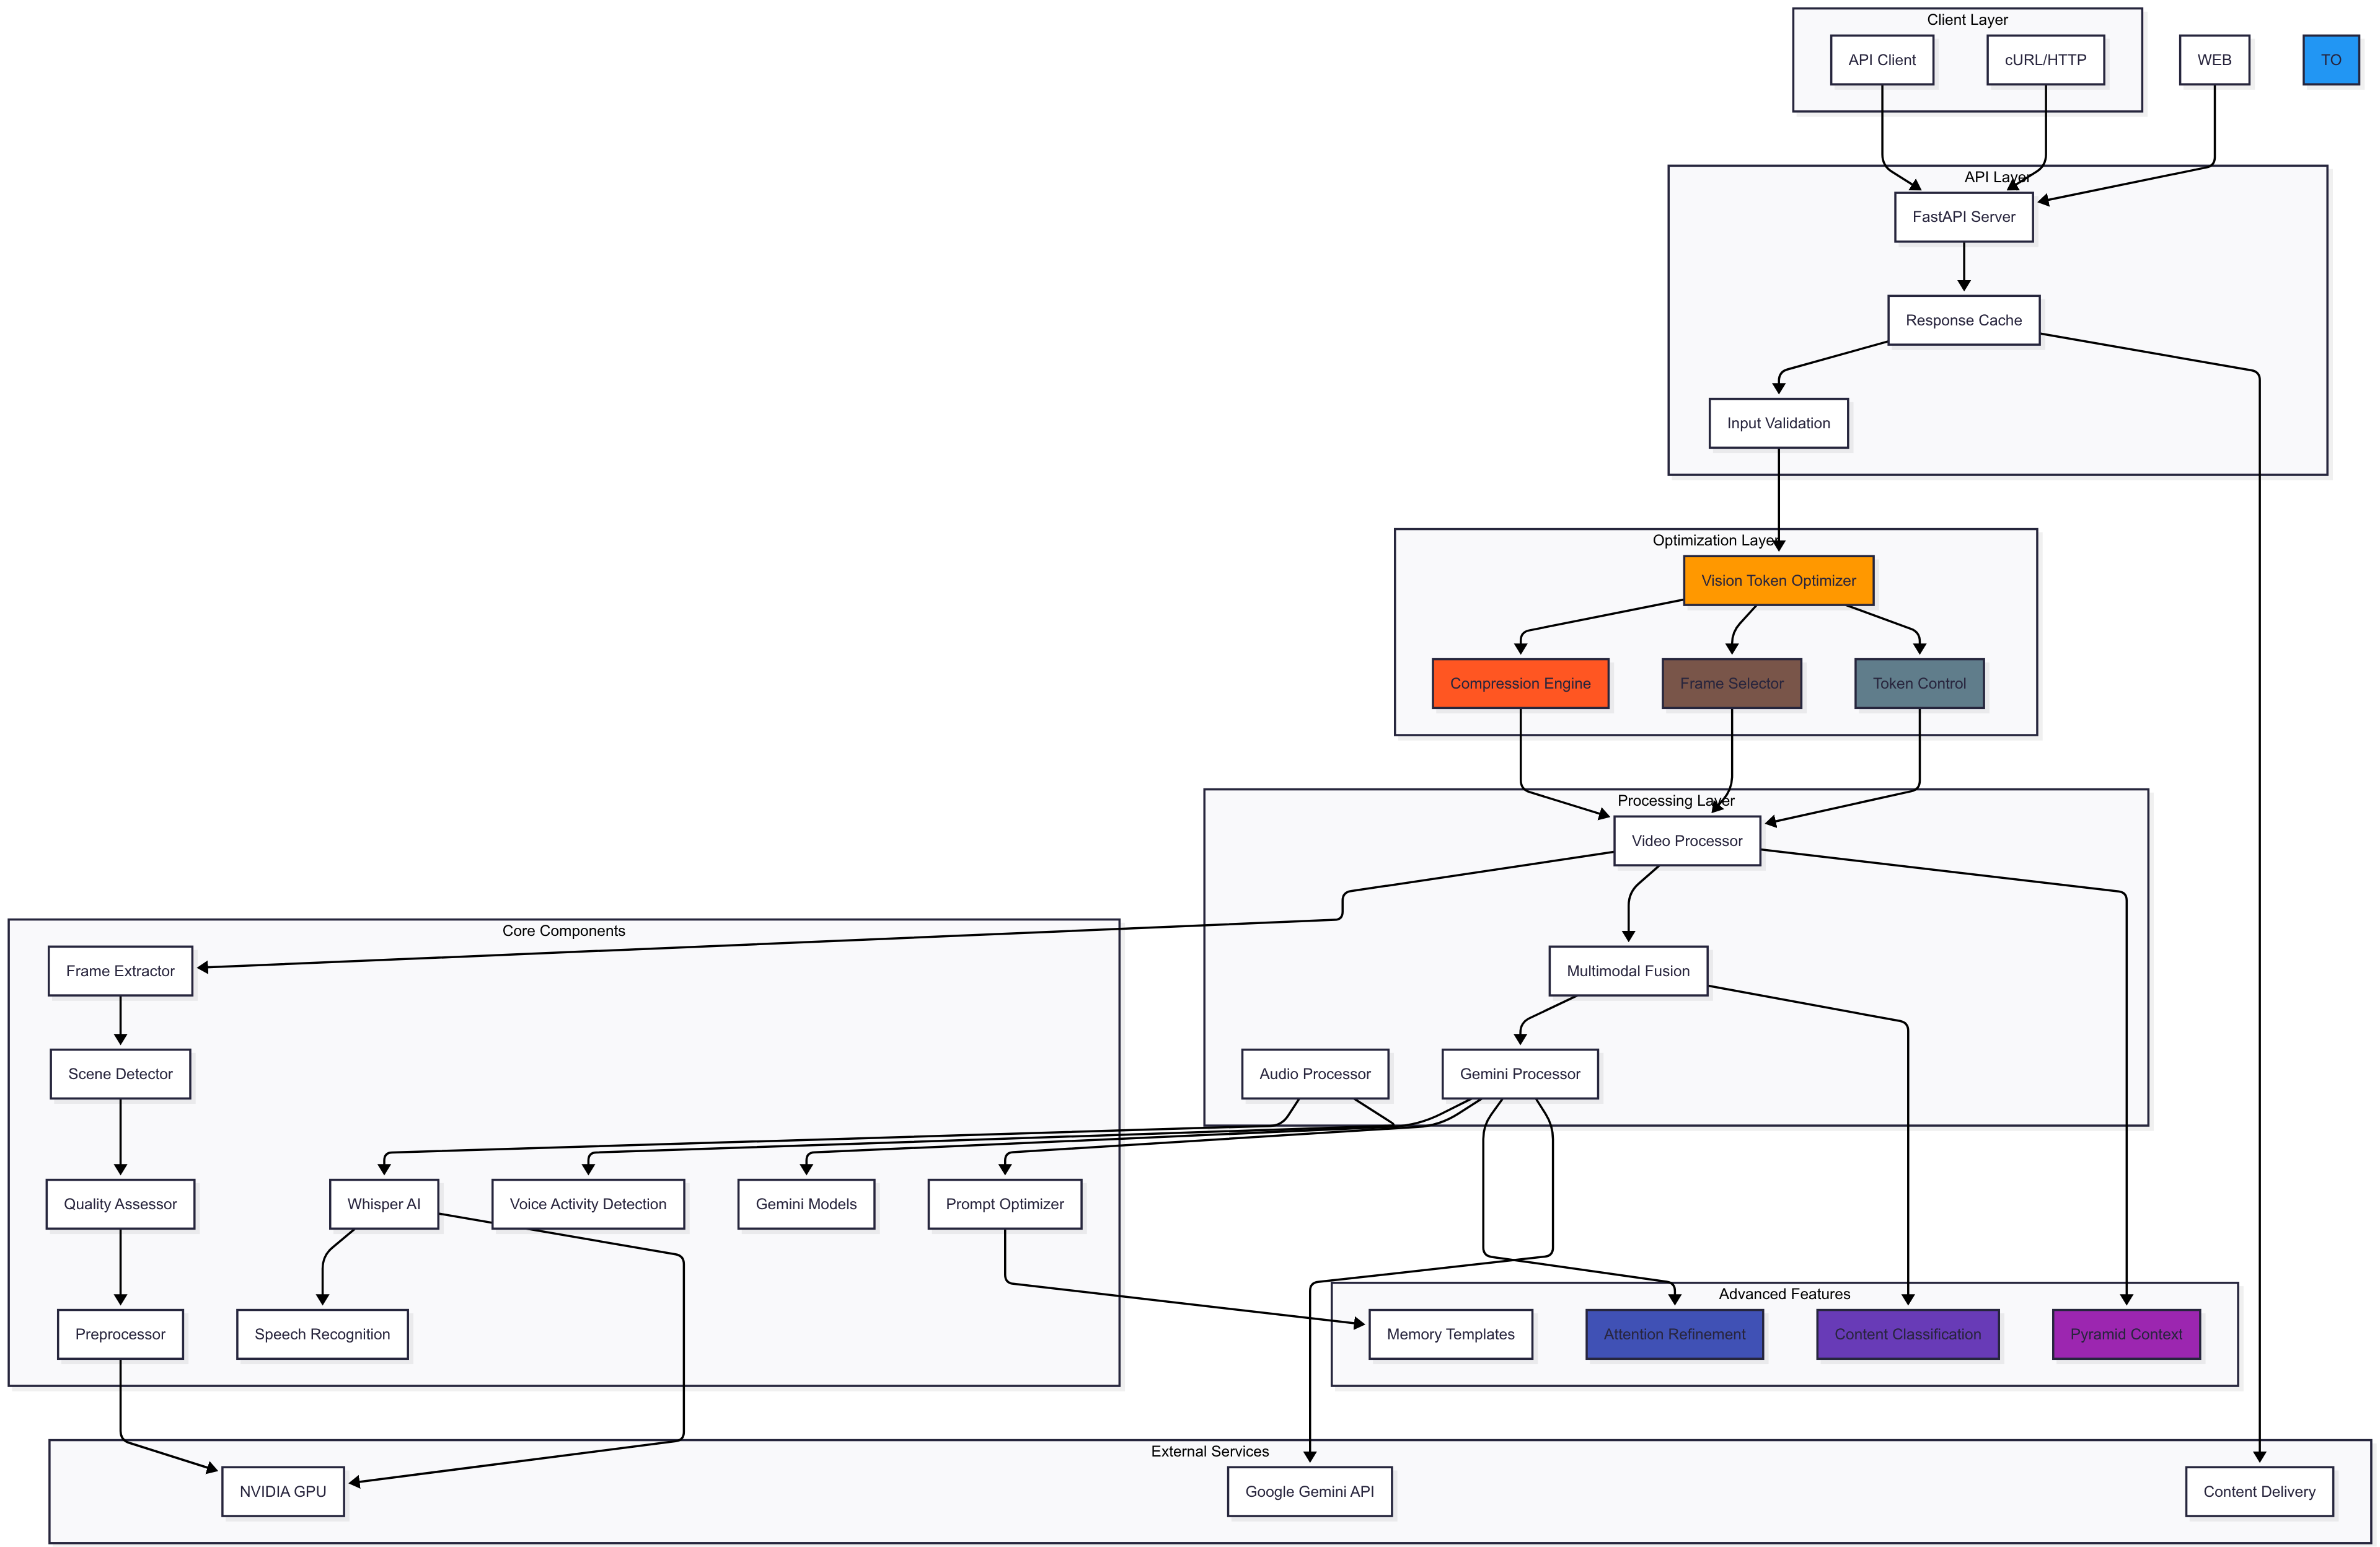 Client Layer
API Client
cURL/HTTP
WEB
TO
API Layer
FastAPI Server
Response Cache
Input Validation
Optimization Layer
Vision Token Optimizer
Compression Engine
Frame Selector
Token Control
Processing Layer
Video Processor
Core Components
Frame Extractor
Multimodal Fusion
Scene Detector
Audio Processor
Gemini Processor
Quality Assessor
Whisper AI
Voice Activity Detection
Gemini Models
Prompt Optimizer
Advanced Features
Preprocessor
Speech Recognition
Memory Templates
Attention Refinement
Content Classification
Pyramid Context
External Services
NVIDIA GPU
Google Gemini API
Content Delivery